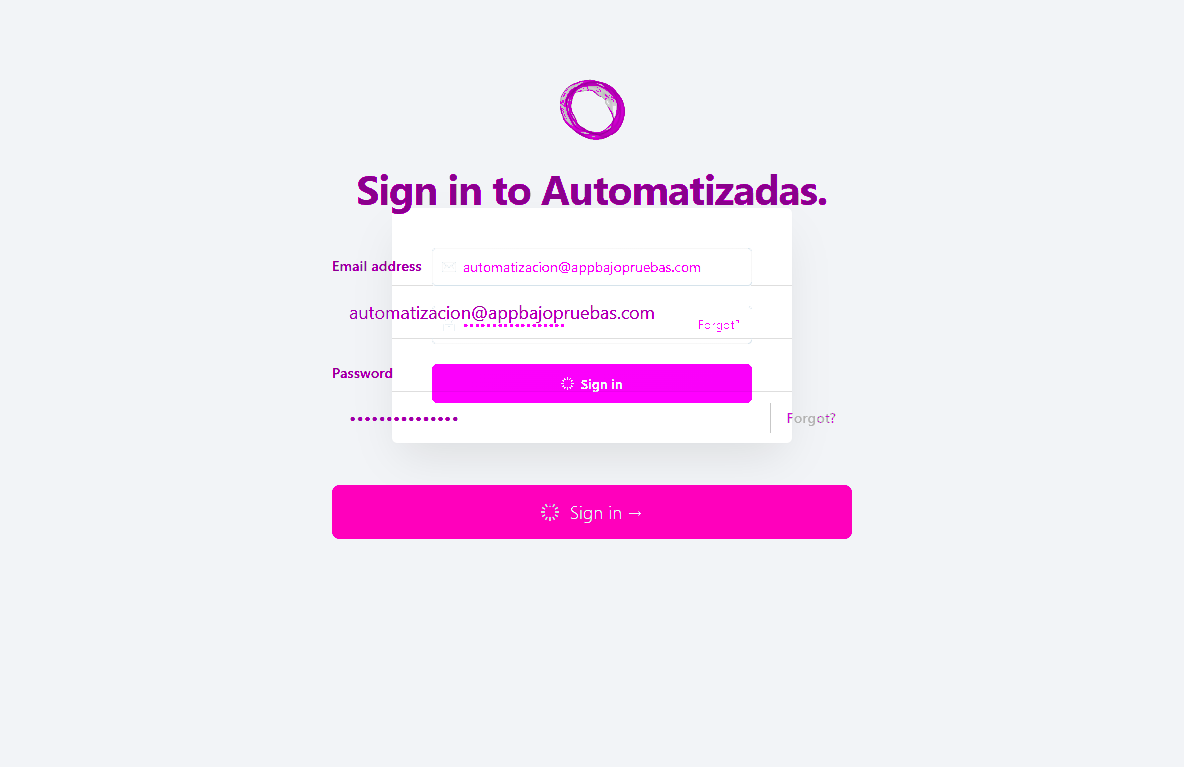 Sign in to Automatizadas.
Email address
automatizacion@appbajopruebas.com
automatizacion@appbajopruebas.com
Forgot?
Password
Sign in
Forgot?
Sign in →